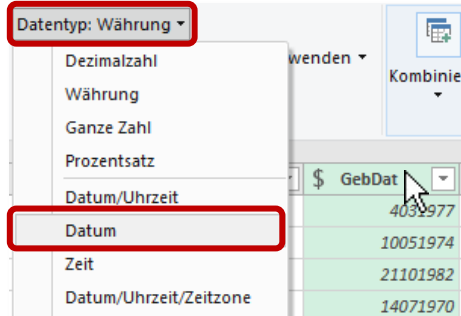 Datentyp: Währung
wenden
Kombinie
Dezimalzahl
Währung
Ganze Zahl
Prozentsatz
Datum/Uhrzeit
Datum
Zeit
Datum/Uhrzeit/Zeitzone
$ GebDat
10051974
21101982
14071970